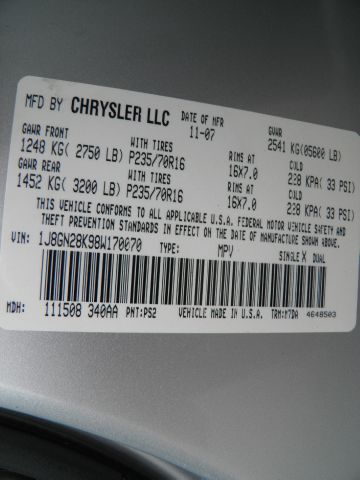 MFD BY CHRYSLER LLC DATE OF MFR 11-07 GVWR 2541 KG(05600 LB)
GAWR FRONT WITH TIRES RIMS AT COLD
1248 KG( 2750 LB) P235/70R16 16X7.0 228 KPA( 33 PSI)
GAWR REAR WITH TIRES RIMS AT COLD
1452 KG( 3200 LB) P235/70R16 16X7.0 228 KPA( 33 PSI)
THIS VEHICLE CONFORMS TO ALL APPLICABLE U.S.A. FEDERAL MOTOR VEHICLE SAFETY AND
THEFT PREVENTION STANDARDS IN EFFECT ON THE DATE OF MANUFACTURE SHOWN ABOVE.
VIN: 1J8GN28K98W170070 TYPE: MPV SINGLE X DUAL
MDH: 111508 340AA PNT:PS2 VEHICLE MADE IN U.S.A. TRM:M7DA 4648503